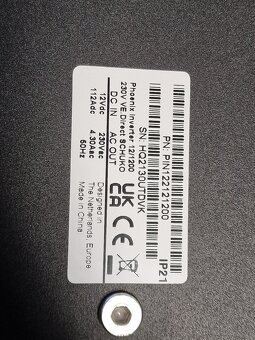 Phoenix Inverter 12/1200
230V VE.Direct SCHUKO
DC IN
AC OUT
12Vdc
230Vac
112Adc
4.30Aac
50Hz
PN: PIN122121200
SN: HQ2130UTDVK
IP21
UK
CA
CE
Designed in
The Netherlands, Europe
Made in China